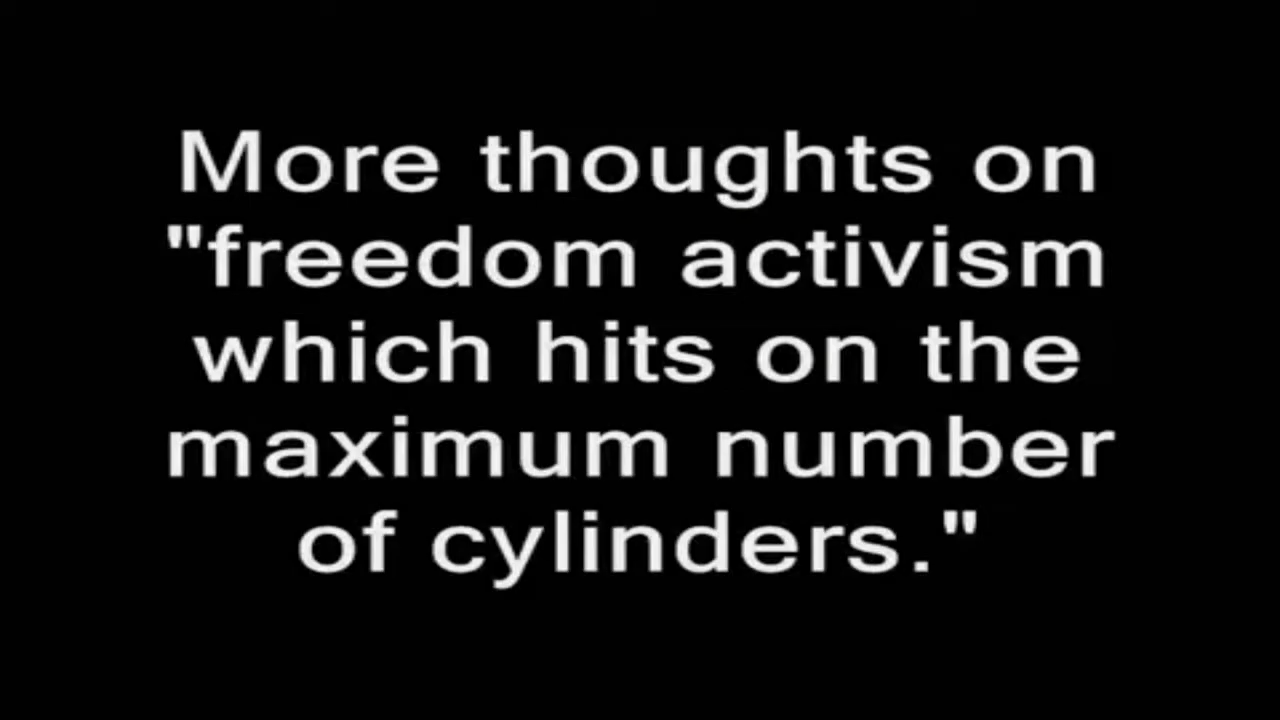 More thoughts on
"freedom activism
which hits on the
maximum number
of cylinders."